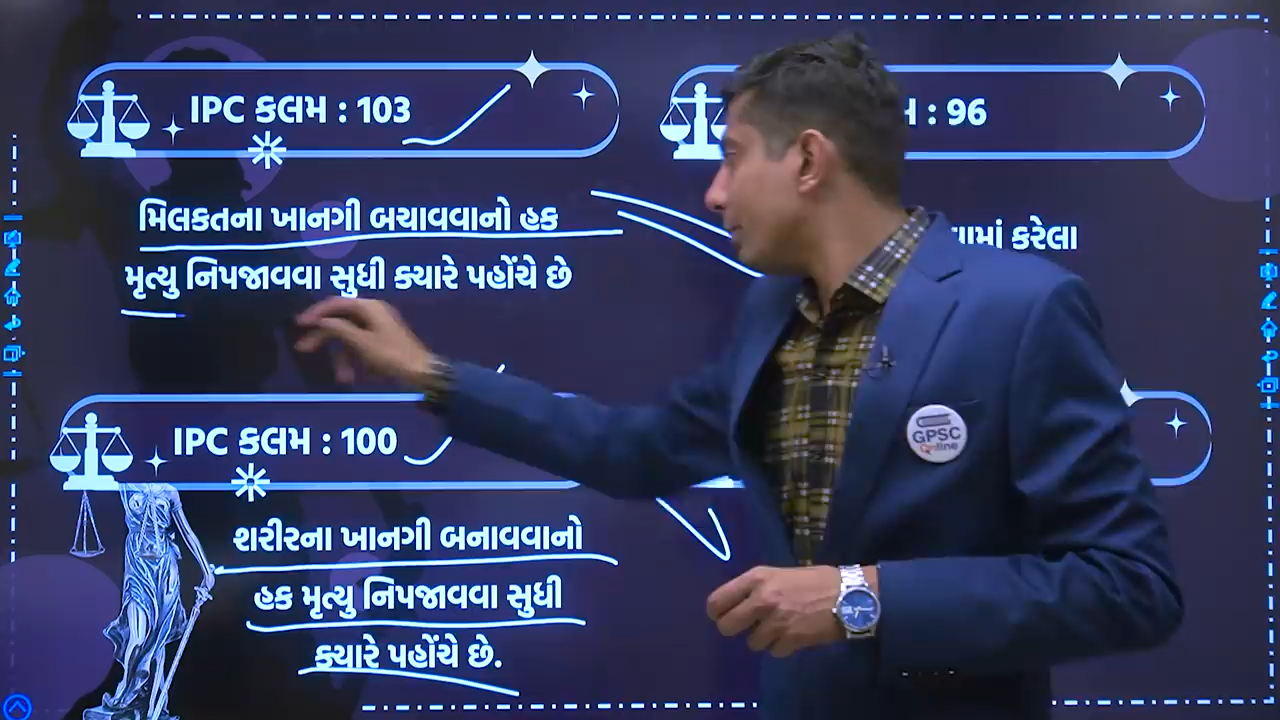 IPC કલમ : 103
: 96
મિલકતના ખાનગી બચાવવાનો હક
મૃત્યુ નિપજાવવા સુધી ક્યારે પહોંચે છે
કરેલા
IPC કલમ : 100
શરીરના ખાનગી બનાવવાનો
હક મૃત્યુ નિપજાવવા સુધી
ક્યારે પહોંચે છે.
GPSC
Online